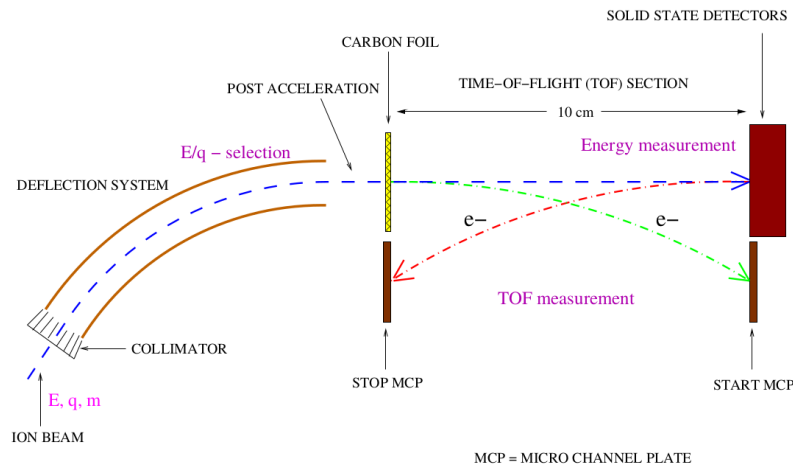 SOLID STATE DETECTORS
CARBON FOIL
TIME−OF−FLIGHT (TOF) SECTION
POST ACCELERATION
10 cm
E/q − selection
Energy measurement
DEFLECTION SYSTEM
e−
e−
TOF measurement
COLLIMATOR
STOP MCP
START MCP
E, q, m
ION BEAM
MCP = MICRO CHANNEL PLATE